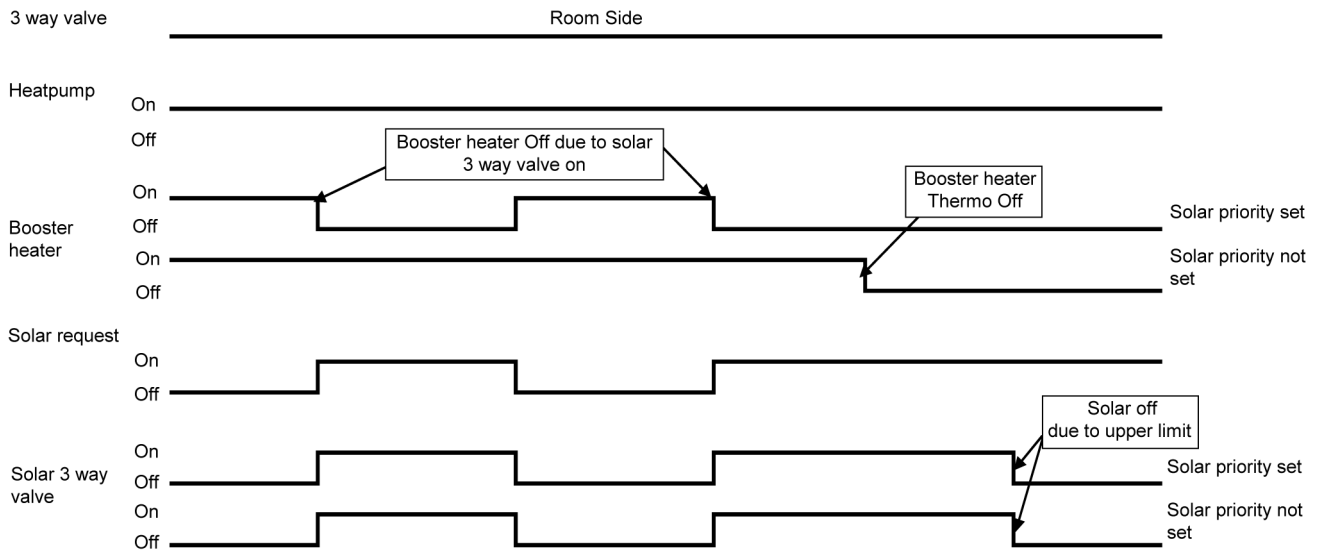 3 way valve
Room Side
Heatpump
On
Off
Booster heater Off due to solar
3 way valve on
Booster heater
Thermo Off
Booster
heater
On
Off
Solar priority set
On
Off
Solar priority not
set
Solar request
On
Off
Solar off
due to upper limit
Solar 3 way
valve
On
Off
Solar priority set
On
Off
Solar priority not
set